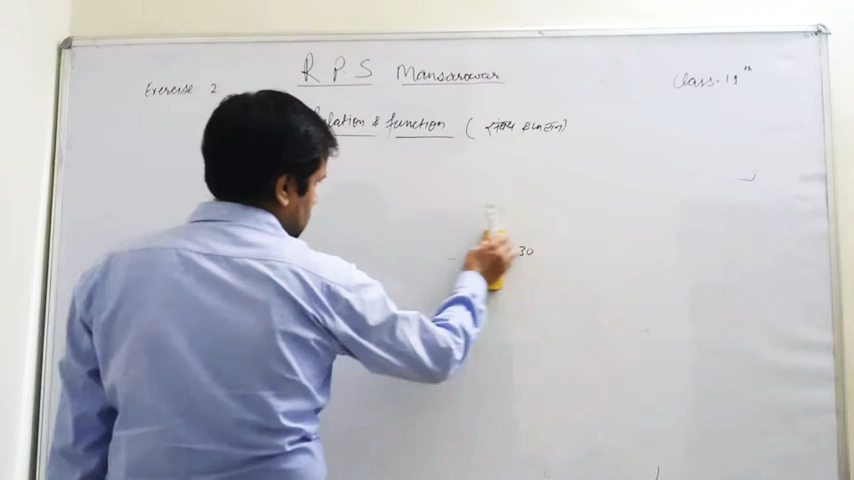 R.P.S Mansarowar
Exercise 2
Class-11th
lation & function (
30